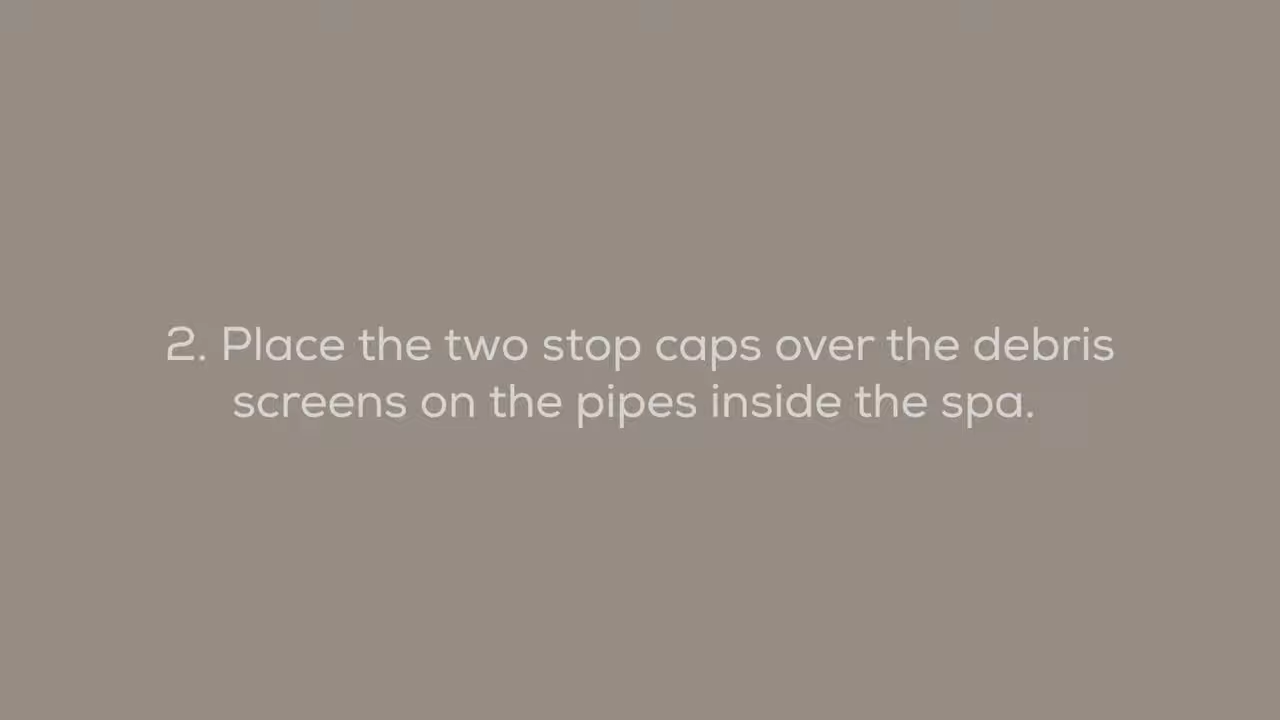 2. Place the two stop caps over the debris
screens on the pipes inside the spa.